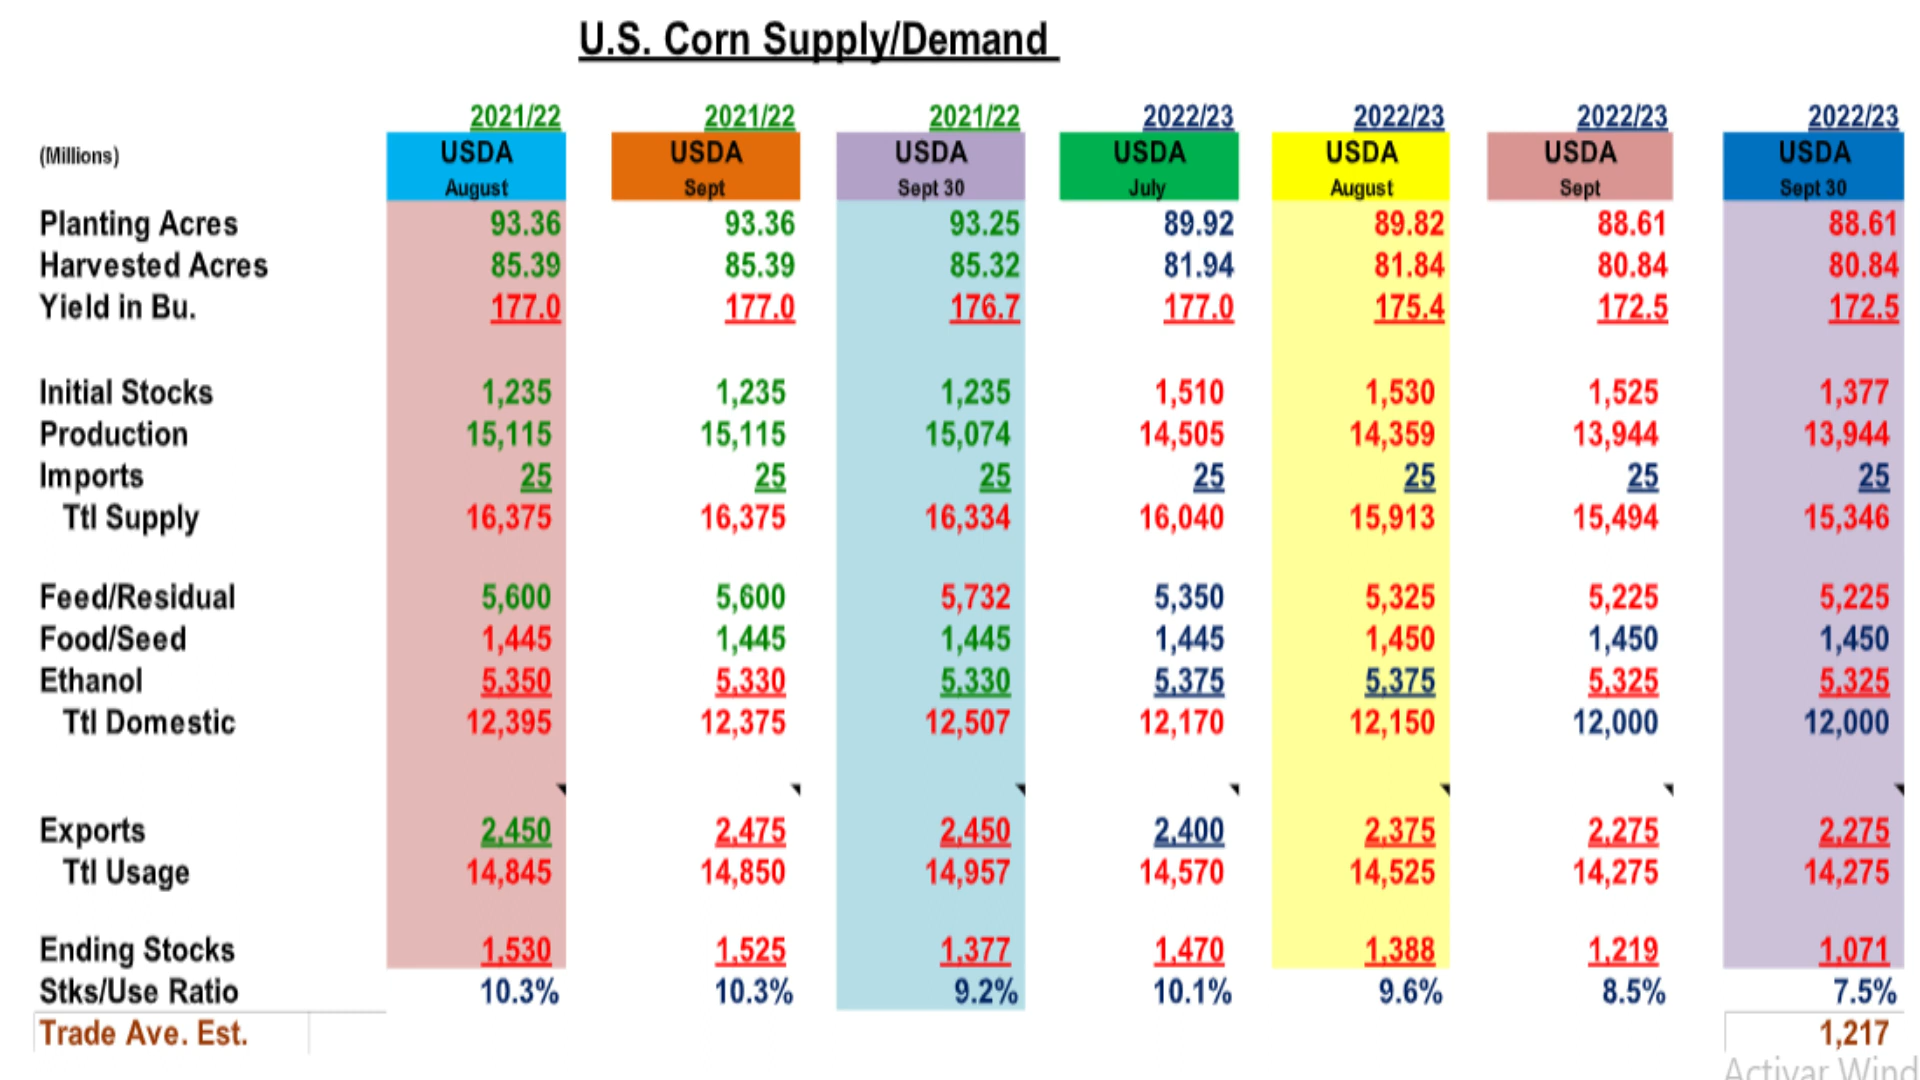 U.S. Corn Supply/Demand
2021/22 2021/22 2021/22 2022/23 2022/23 2022/23 2022/23
(Millions) USDA USDA USDA USDA USDA USDA USDA
August Sept Sept 30 July August Sept Sept 30
Planting Acres 93.36 93.36 93.25 89.92 89.82 88.61 88.61
Harvested Acres 85.39 85.39 85.32 81.94 81.84 80.84 80.84
Yield in Bu. 177.0 177.0 176.7 177.0 175.4 172.5 172.5
Initial Stocks 1,235 1,235 1,235 1,510 1,530 1,525 1,377
Production 15,115 15,115 15,074 14,505 14,359 13,944 13,944
Imports 25 25 25 25 25 25 25
Ttl Supply 16,375 16,375 16,334 16,040 15,913 15,494 15,346
Feed/Residual 5,600 5,600 5,732 5,350 5,325 5,225 5,225
Food/Seed 1,445 1,445 1,445 1,445 1,450 1,450 1,450
Ethanol 5,350 5,330 5,330 5,375 5,375 5,325 5,325
Ttl Domestic 12,395 12,375 12,507 12,170 12,150 12,000 12,000
Exports 2,450 2,475 2,450 2,400 2,375 2,275 2,275
Ttl Usage 14,845 14,850 14,957 14,570 14,525 14,275 14,275
Ending Stocks 1,530 1,525 1,377 1,470 1,388 1,219 1,071
Stks/Use Ratio 10.3% 10.3% 9.2% 10.1% 9.6% 8.5% 7.5%
Trade Ave. Est. 1,217
Activar Wind